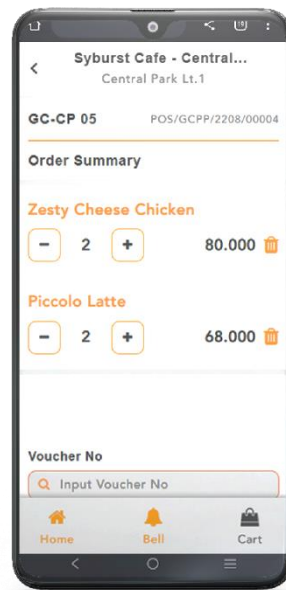 Syburst Cafe - Central...
Central Park Lt.1
GC-CP 05 POS/GCPP/2208/00004
Order Summary
Zesty Cheese Chicken
- 2 + 80.000
Piccolo Latte
- 2 + 68.000
Voucher No
Input Voucher No
Home Bell Cart